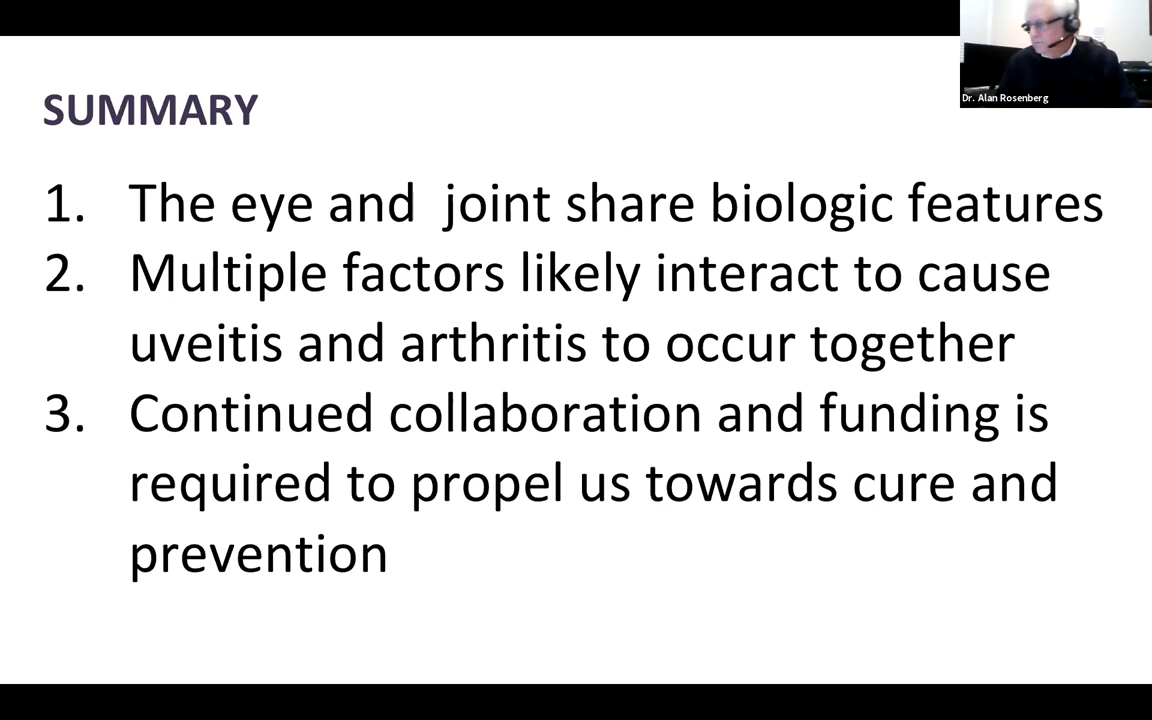 Dr. Alan Rosenberg
SUMMARY
1. The eye and joint share biologic features
2. Multiple factors likely interact to cause
uveitis and arthritis to occur together
3. Continued collaboration and funding is
required to propel us towards cure and
prevention